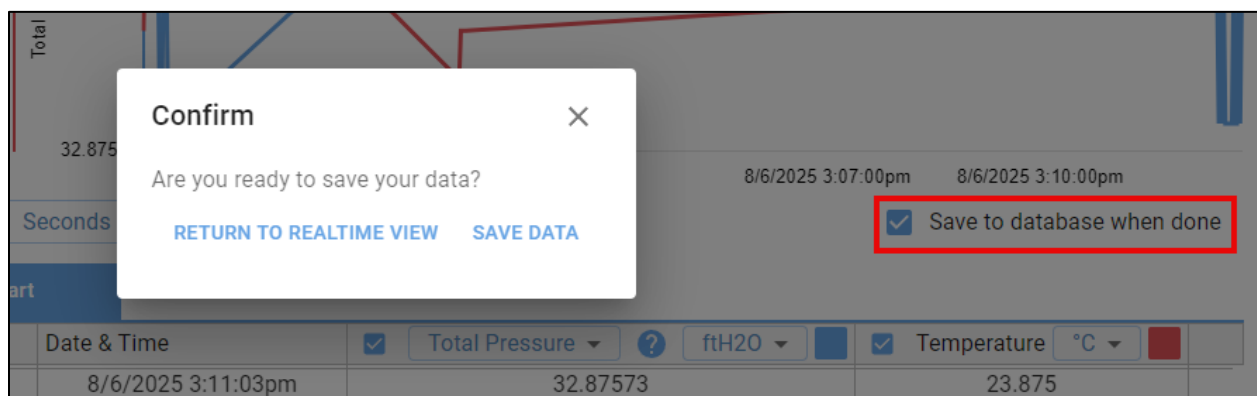 Total
Confirm
32.875
Are you ready to save your data?
8/6/2025 3:07:00pm 8/6/2025 3:10:00pm
Seconds
Save to database when done
RETURN TO REALTIME VIEW SAVE DATA
art
Date & Time Total Pressure ftH2O Temperature °C
8/6/2025 3:11:03pm 32.87573 23.875